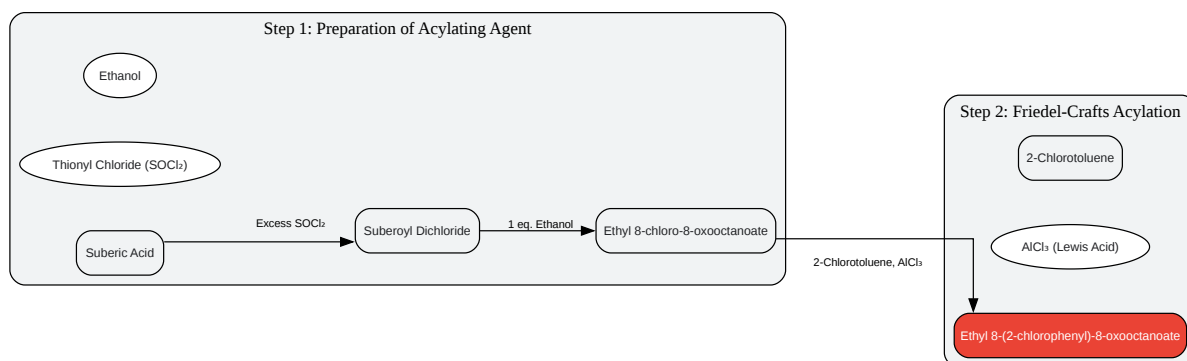 Step 1: Preparation of Acylating Agent
Ethanol
Thionyl Chloride (SOCl₂)
Suberic Acid
Excess SOCl₂
Suberoyl Dichloride
1 eq. Ethanol
Ethyl 8-chloro-8-oxooctanoate
2-Chlorotoluene, AlCl₃
Step 2: Friedel-Crafts Acylation
2-Chlorotoluene
AlCl₃ (Lewis Acid)
Ethyl 8-(2-chlorophenyl)-8-oxooctanoate